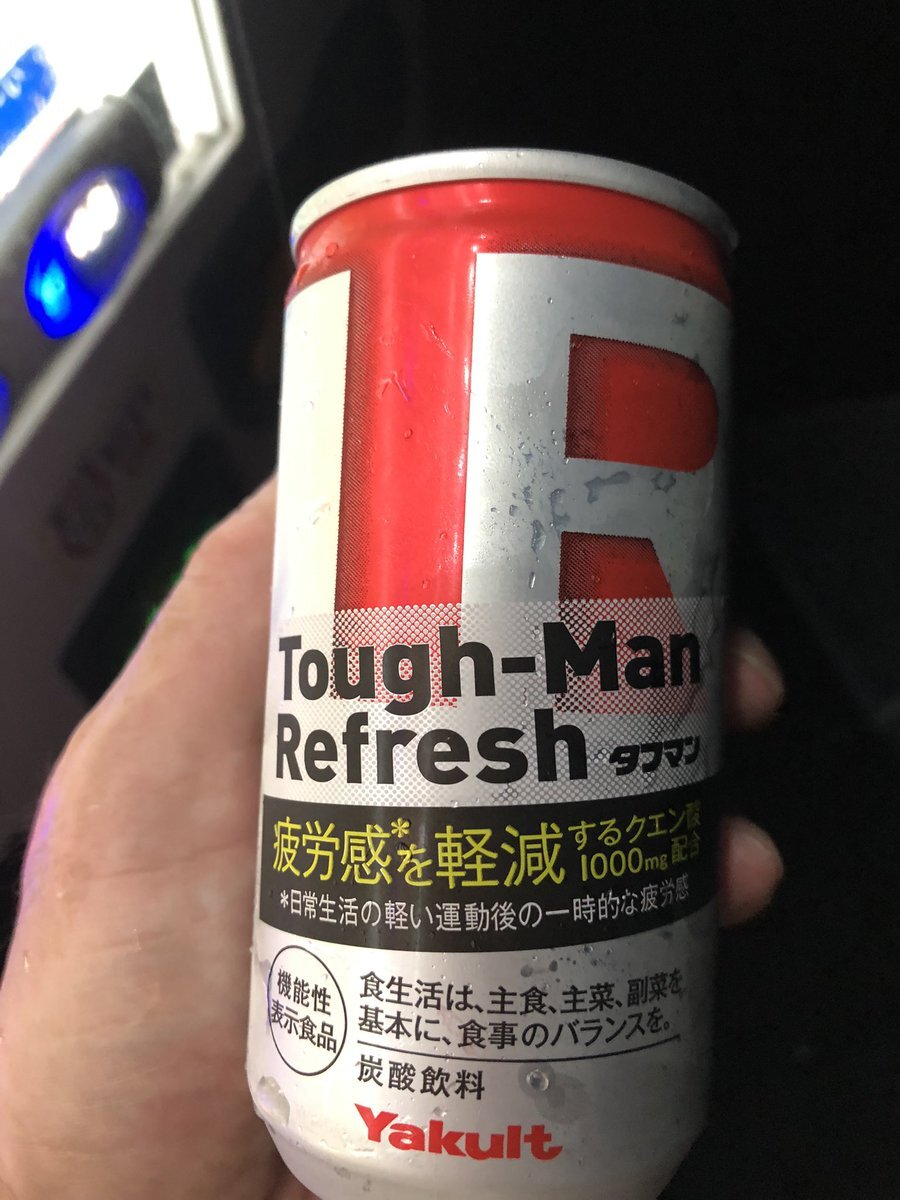 TR
Tough-Man
Refresh タフマン
疲労感*を軽減するクエン酸
1000mg配合
*日常生活の軽い運動後の一時的な疲労感
機能性
表示食品
食生活は、主食、主菜、副菜を
基本に、食事のバランスを。
炭酸飲料
Yakult